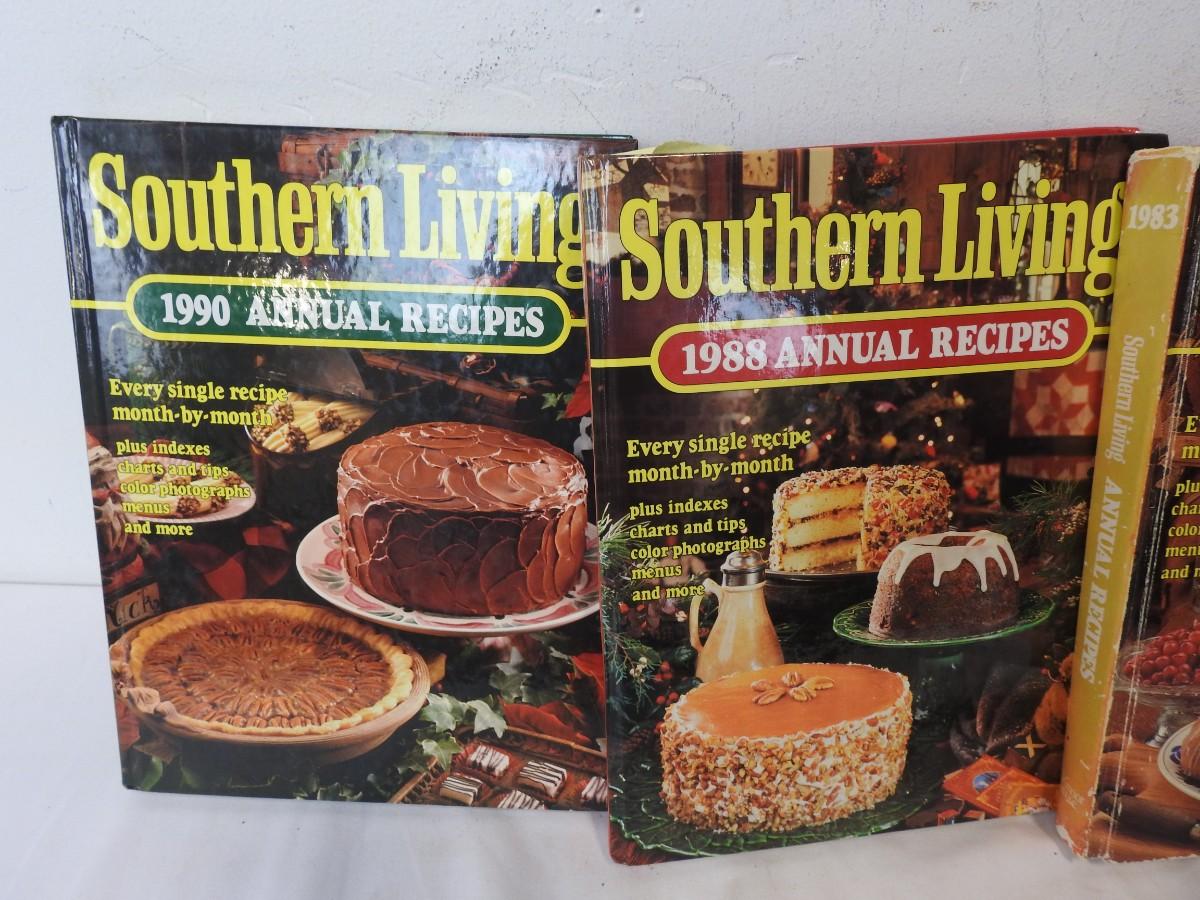 Southern Living
1990 ANNUAL RECIPES
Every single recipe
month-by-month
plus indexes
charts and tips
color photographs
menus
and more
Southern Living
1988 ANNUAL RECIPES
Every single recipe
month-by-month
plus indexes
charts and tips
color photographs
menus
and more
1983
Southern Living
ANNUAL RECIPES